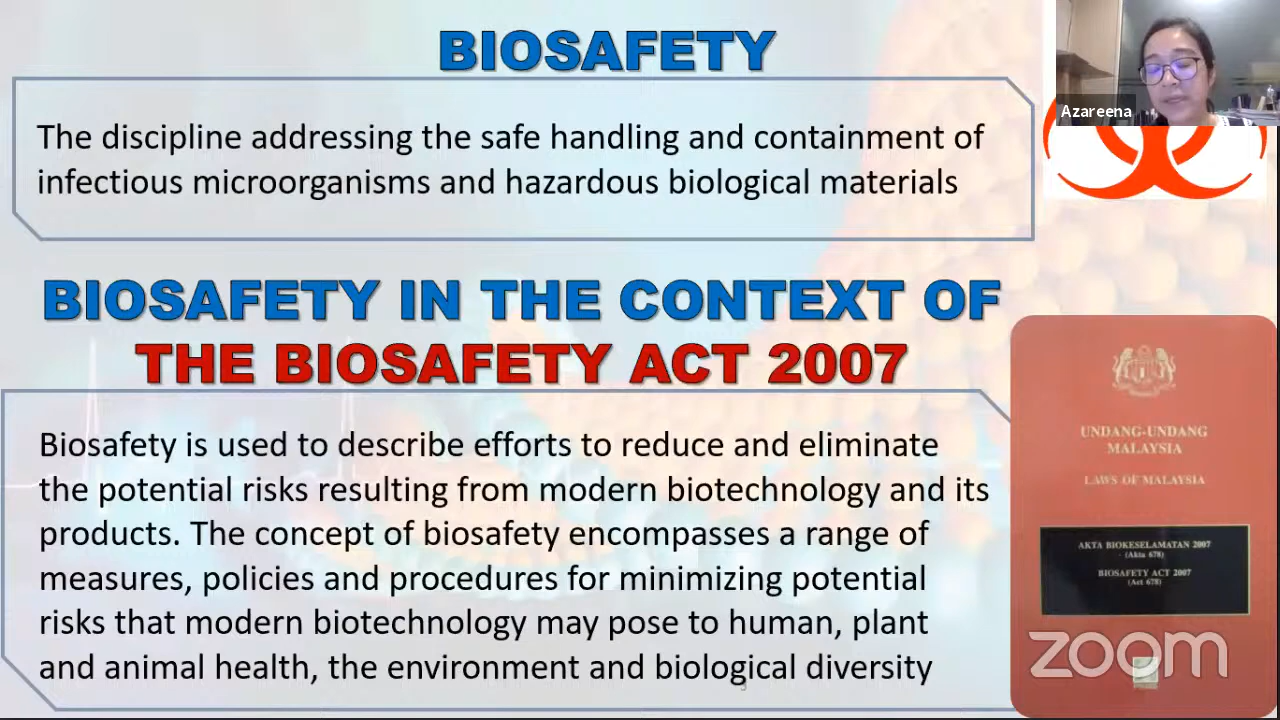 BIOSAFETY
Azareena
The discipline addressing the safe handling and containment of
infectious microorganisms and hazardous biological materials
BIOSAFETY IN THE CONTEXT OF
THE BIOSAFETY ACT 2007
Biosafety is used to describe efforts to reduce and eliminate
the potential risks resulting from modern biotechnology and its
products. The concept of biosafety encompasses a range of
measures, policies and procedures for minimizing potential
risks that modern biotechnology may pose to human, plant
and animal health, the environment and biological diversity
UNDANG-UNDANG
MALAYSIA
LAWS OF MALAYSIA
AKTA BIOKESELAMATAN 2007
(Akta 678)
BIOSAFETY ACT 2007
(Act 678)
zoom